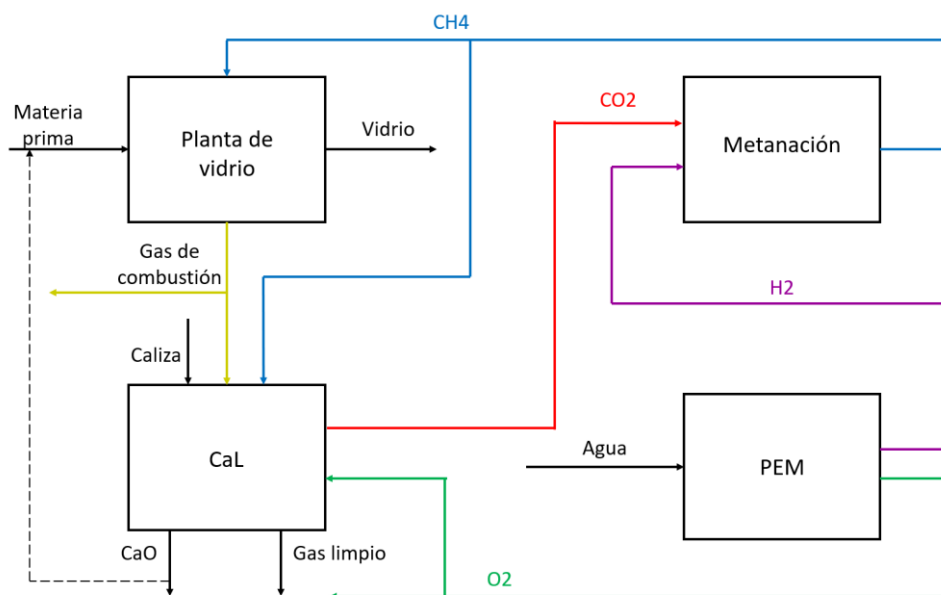 CH4
Materia
prima
Planta de
vidrio
Vidrio
CO2
Metanación
Gas de
combustión
H2
Caliza
CaL
Agua
PEM
CaO
Gas limpio
O2